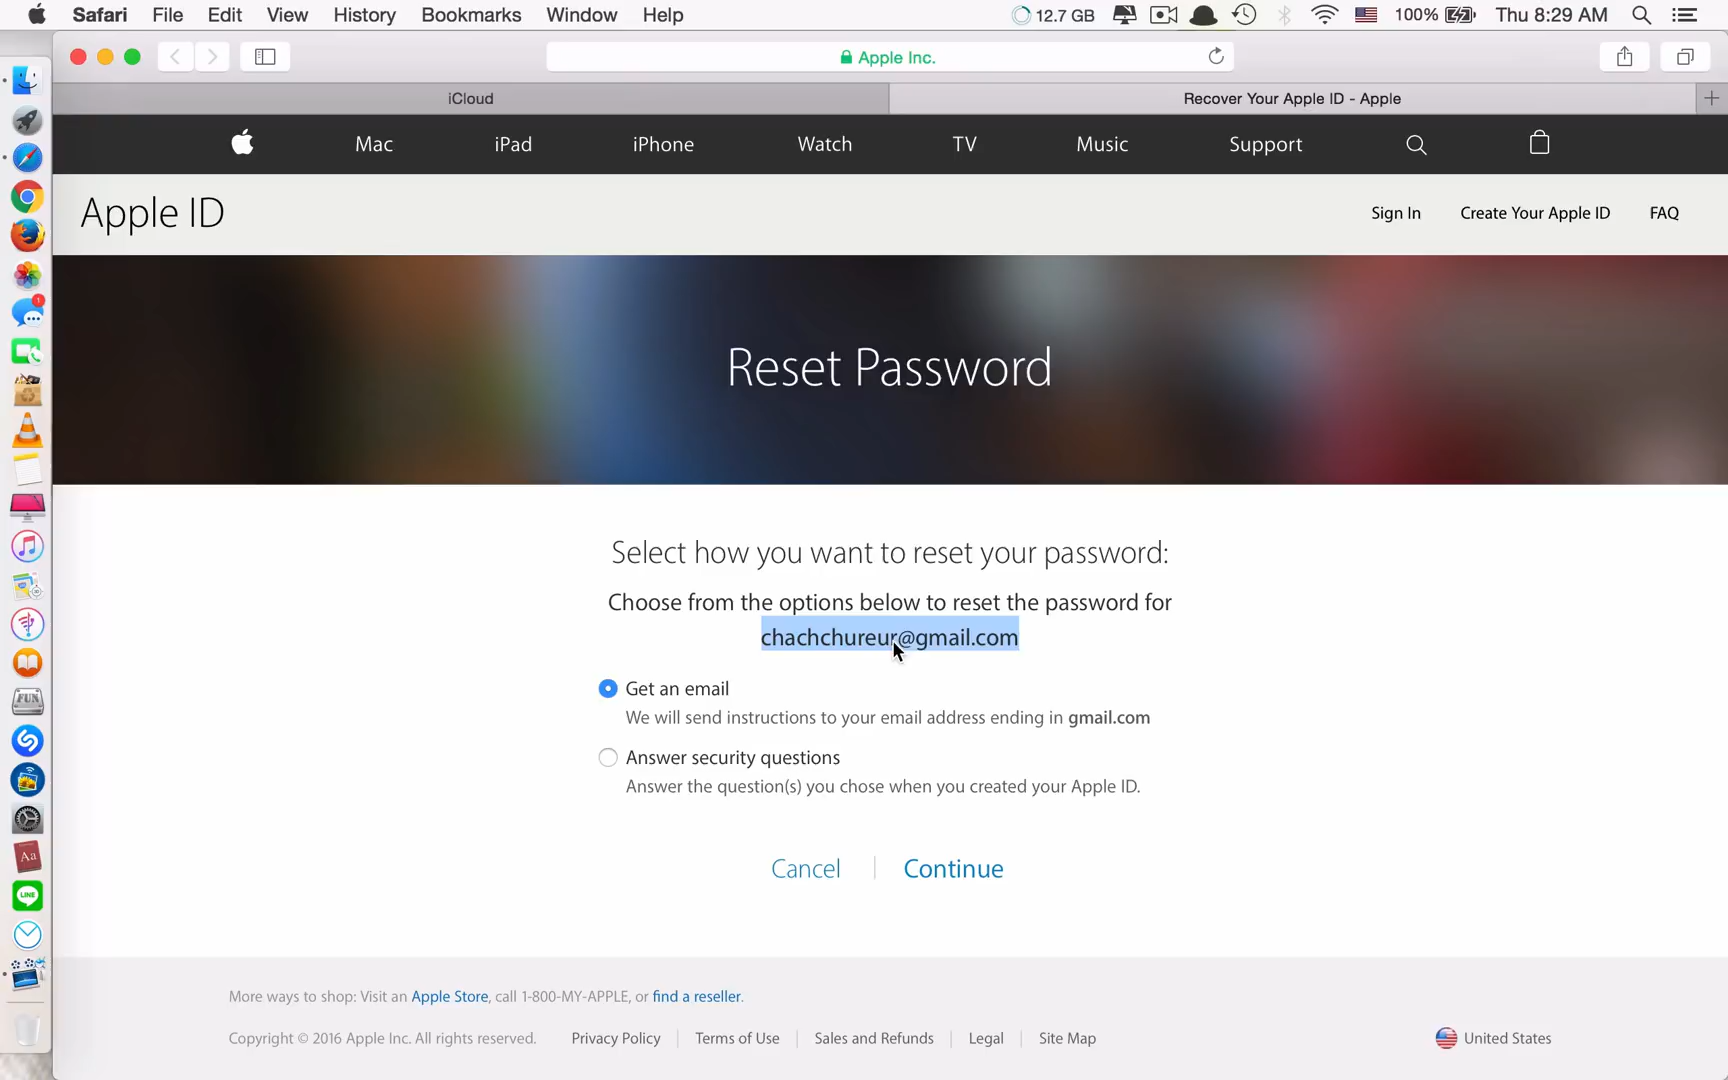 Safari File Edit View History Bookmarks Window Help 12.7 GB 100% Thu 8:29 AM
Apple Inc.
iCloud Recover Your Apple ID - Apple
Mac iPad iPhone Watch TV Music Support
Apple ID Sign In Create Your Apple ID FAQ
Reset Password
Select how you want to reset your password:
Choose from the options below to reset the password for
chachchureur@gmail.com
Get an email
We will send instructions to your email address ending in gmail.com
Answer security questions
Answer the question(s) you chose when you created your Apple ID.
Cancel Continue
More ways to shop: Visit an Apple Store, call 1-800-MY-APPLE, or find a reseller.
Copyright © 2016 Apple Inc. All rights reserved. Privacy Policy Terms of Use Sales and Refunds Legal Site Map United States
1
FUN
Aa
LINE